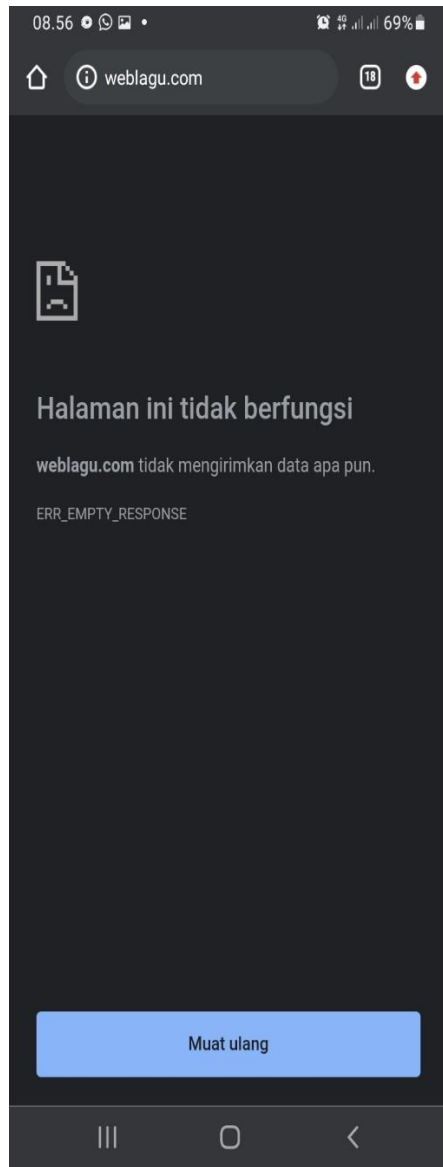 08.56 4G 69%
weblagu.com 18
Halaman ini tidak berfungsi
weblagu.com tidak mengirimkan data apa pun.
ERR_EMPTY_RESPONSE
Muat ulang